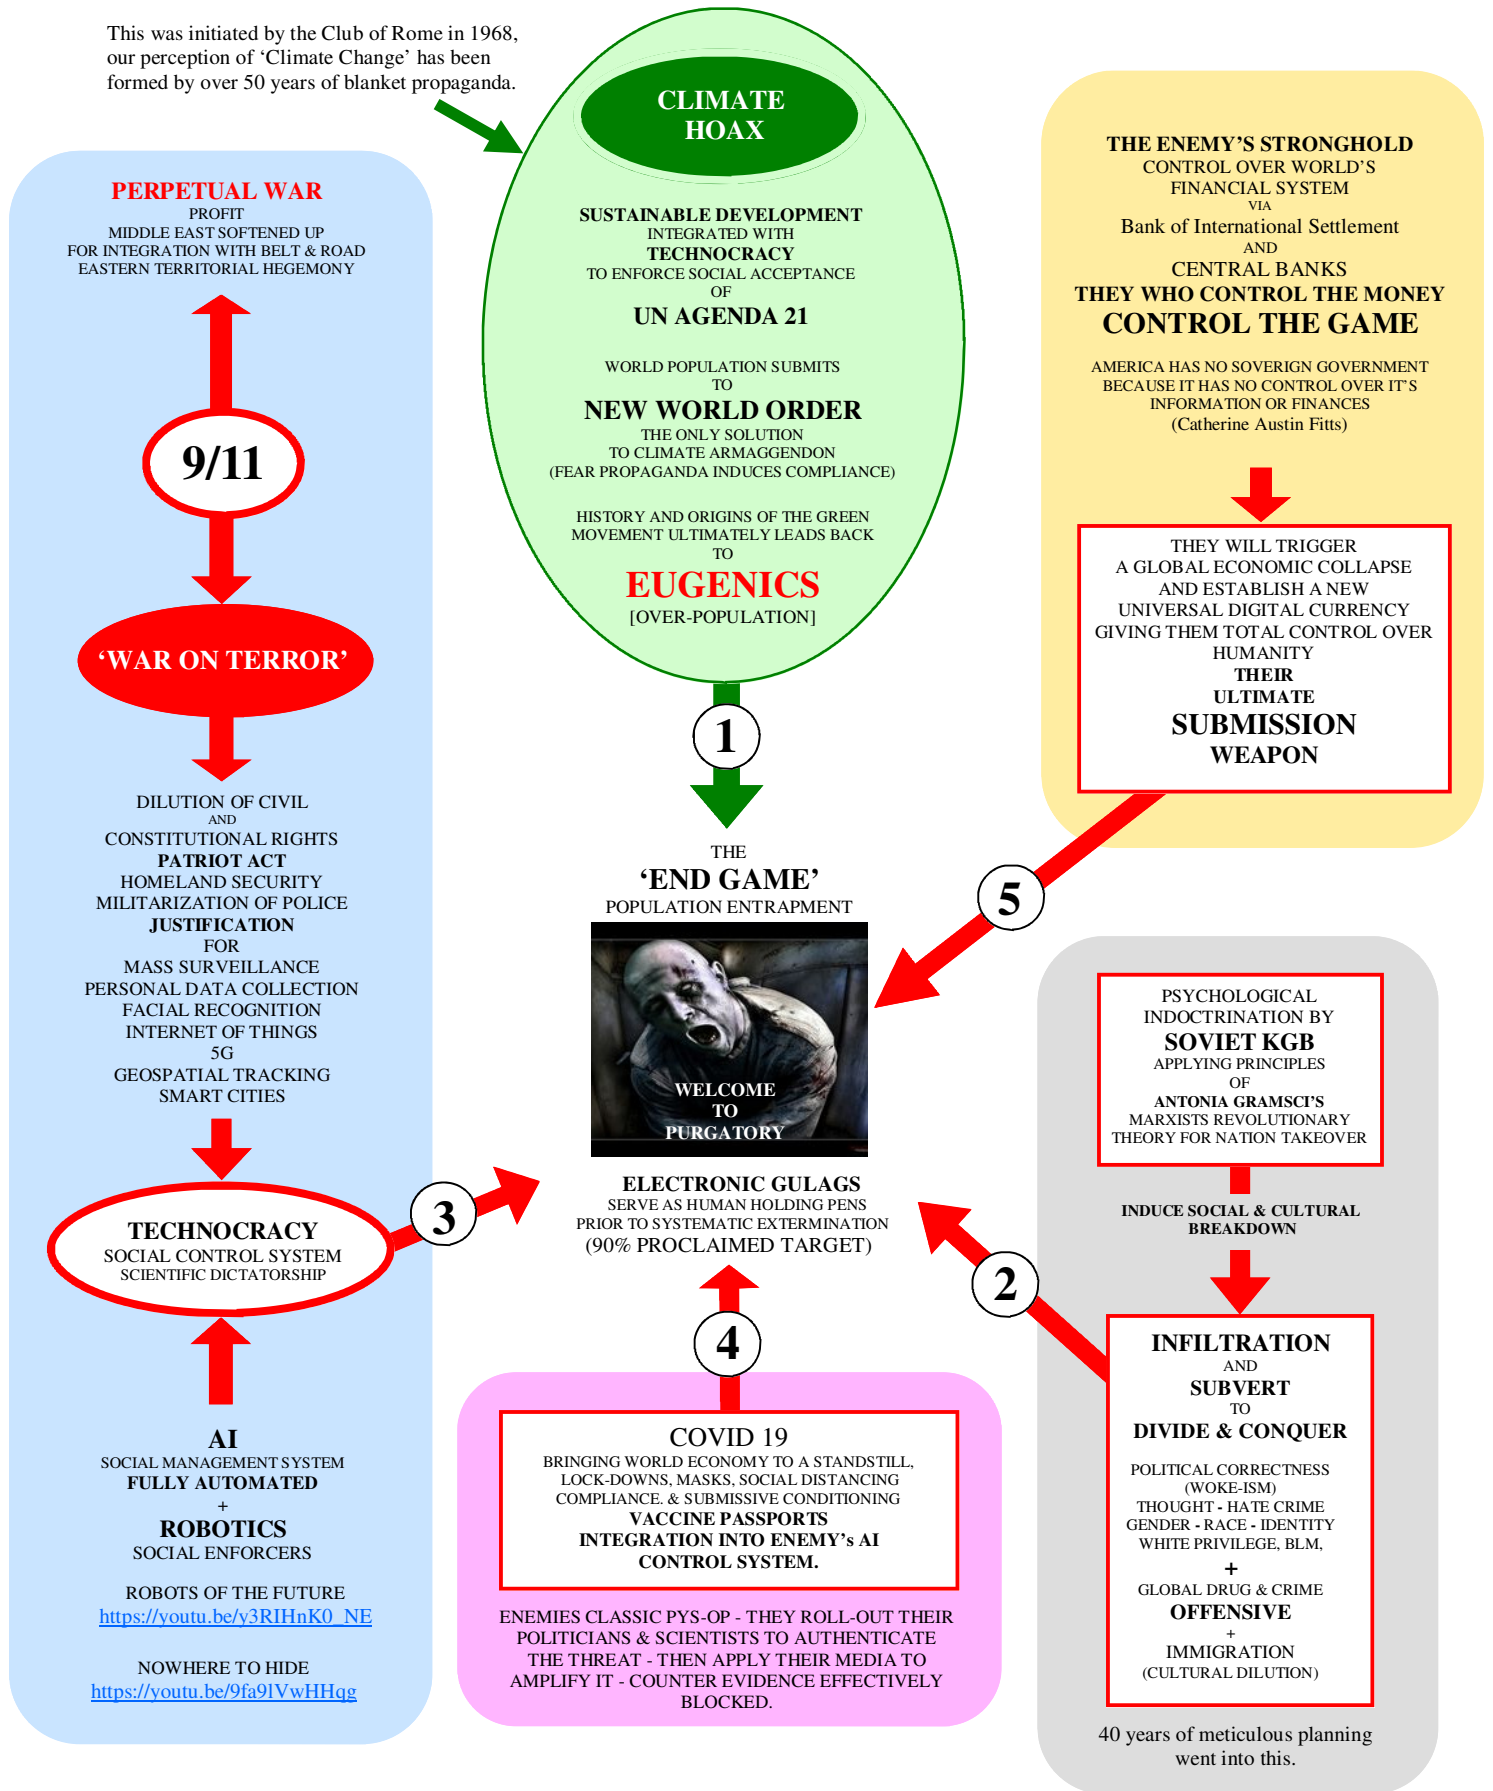 This was initiated by the Club of Rome in 1968,
our perception of ‘Climate Change’ has been
formed by over 50 years of blanket propaganda.
PERPETUAL WAR
PROFIT
MIDDLE EAST SOFTENED UP
FOR INTEGRATION WITH BELT & ROAD
EASTERN TERRITORIAL HEGEMONY
9/11
‘WAR ON TERROR’
DILUTION OF CIVIL
AND
CONSTITUTIONAL RIGHTS
PATRIOT ACT
HOMELAND SECURITY
MILITARIZATION OF POLICE
JUSTIFICATION
FOR
MASS SURVEILLANCE
PERSONAL DATA COLLECTION
FACIAL RECOGNITION
INTERNET OF THINGS
5G
GEOSPATIAL TRACKING
SMART CITIES
TECHNOCRACY
SOCIAL CONTROL SYSTEM
SCIENTIFIC DICTATORSHIP
3
AI
SOCIAL MANAGEMENT SYSTEM
FULLY AUTOMATED
+
ROBOTICS
SOCIAL ENFORCERS
ROBOTS OF THE FUTURE
https://youtu.be/y3RIHnK0_NE
NOWHERE TO HIDE
https://youtu.be/9fa9lVwHHqg
CLIMATE
HOAX
SUSTAINABLE DEVELOPMENT
INTEGRATED WITH
TECHNOCRACY
TO ENFORCE SOCIAL ACCEPTANCE
OF
UN AGENDA 21
WORLD POPULATION SUBMITS
TO
NEW WORLD ORDER
THE ONLY SOLUTION
TO CLIMATE ARMAGGENDON
(FEAR PROPAGANDA INDUCES COMPLIANCE)
HISTORY AND ORIGINS OF THE GREEN
MOVEMENT ULTIMATELY LEADS BACK
TO
EUGENICS
[OVER-POPULATION]
1
THE
‘END GAME’
POPULATION ENTRAPMENT
WELCOME
TO
PURGATORY
ELECTRONIC GULAGS
SERVE AS HUMAN HOLDING PENS
PRIOR TO SYSTEMATIC EXTERMINATION
(90% PROCLAIMED TARGET)
4
COVID 19
BRINGING WORLD ECONOMY TO A STANDSTILL,
LOCK-DOWNS, MASKS, SOCIAL DISTANCING
COMPLIANCE. & SUBMISSIVE CONDITIONING
VACCINE PASSPORTS
INTEGRATION INTO ENEMY’s AI
CONTROL SYSTEM.
ENEMIES CLASSIC PYS-OP - THEY ROLL-OUT THEIR
POLITICIANS & SCIENTISTS TO AUTHENTICATE
THE THREAT - THEN APPLY THEIR MEDIA TO
AMPLIFY IT - COUNTER EVIDENCE EFFECTIVELY
BLOCKED.
THE ENEMY’S STRONGHOLD
CONTROL OVER WORLD’S
FINANCIAL SYSTEM
VIA
Bank of International Settlement
AND
CENTRAL BANKS
THEY WHO CONTROL THE MONEY
CONTROL THE GAME
AMERICA HAS NO SOVERIGN GOVERNMENT
BECAUSE IT HAS NO CONTROL OVER IT’S
INFORMATION OR FINANCES
(Catherine Austin Fitts)
THEY WILL TRIGGER
A GLOBAL ECONOMIC COLLAPSE
AND ESTABLISH A NEW
UNIVERSAL DIGITAL CURRENCY
GIVING THEM TOTAL CONTROL OVER
HUMANITY
THEIR
ULTIMATE
SUBMISSION
WEAPON
5
PSYCHOLOGICAL
INDOCTRINATION BY
SOVIET KGB
APPLYING PRINCIPLES
OF
ANTONIA GRAMSCI’S
MARXISTS REVOLUTIONARY
THEORY FOR NATION TAKEOVER
INDUCE SOCIAL & CULTURAL
BREAKDOWN
2
INFILTRATION
AND
SUBVERT
TO
DIVIDE & CONQUER
POLITICAL CORRECTNESS
(WOKE-ISM)
THOUGHT - HATE CRIME
GENDER - RACE - IDENTITY
WHITE PRIVILEGE, BLM,
+
GLOBAL DRUG & CRIME
OFFENSIVE
+
IMMIGRATION
(CULTURAL DILUTION)
40 years of meticulous planning
went into this.